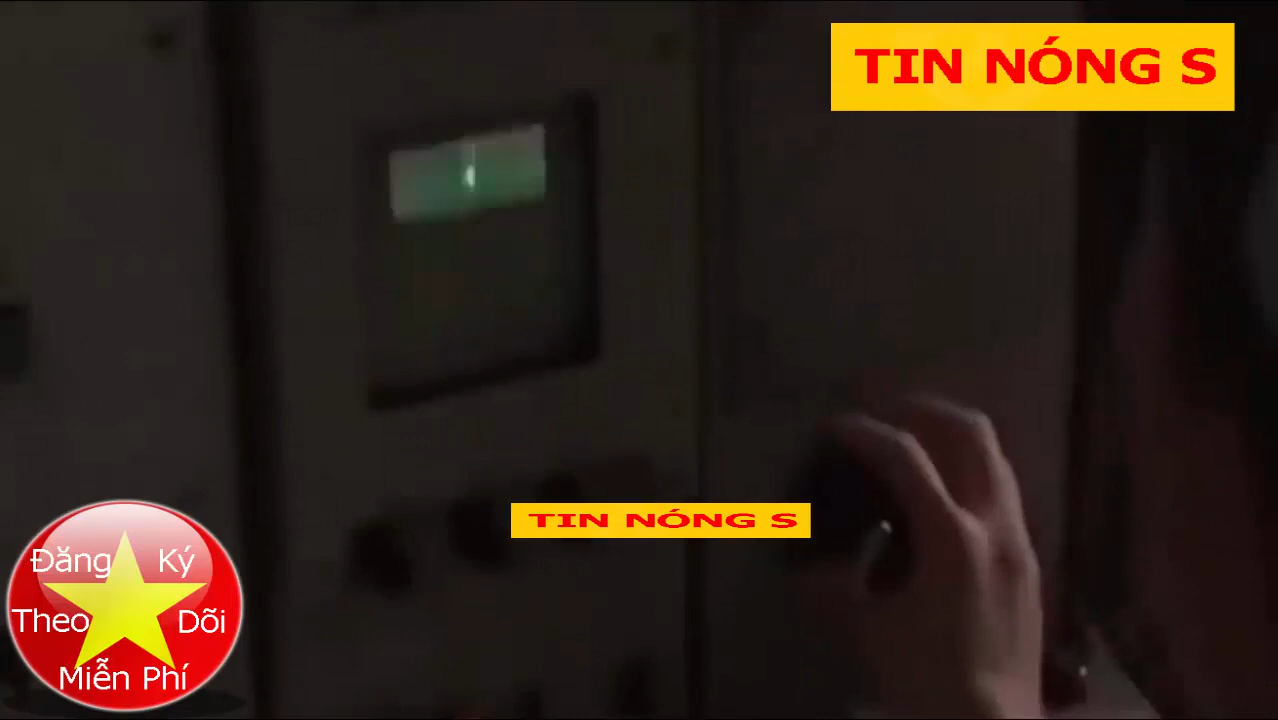 TIN NÓNG S
TIN NÓNG S
Đăng Ký
Theo Dõi
Miễn Phí